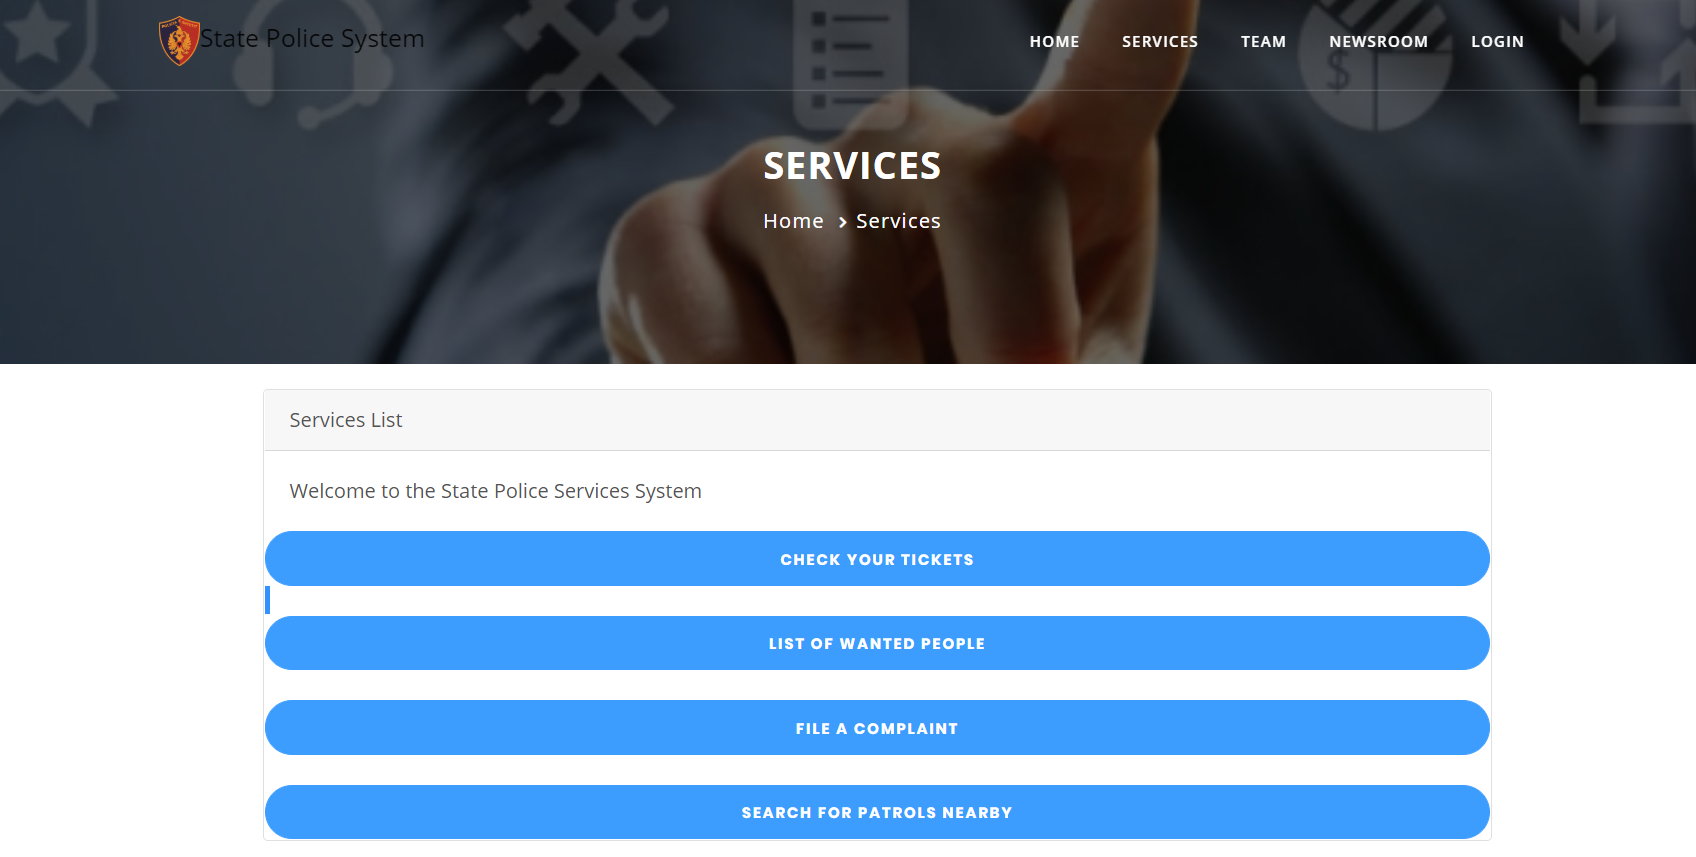 State Police System
HOME SERVICES TEAM NEWSROOM LOGIN
SERVICES
Home > Services
Services List
Welcome to the State Police Services System
CHECK YOUR TICKETS
LIST OF WANTED PEOPLE
FILE A COMPLAINT
SEARCH FOR PATROLS NEARBY